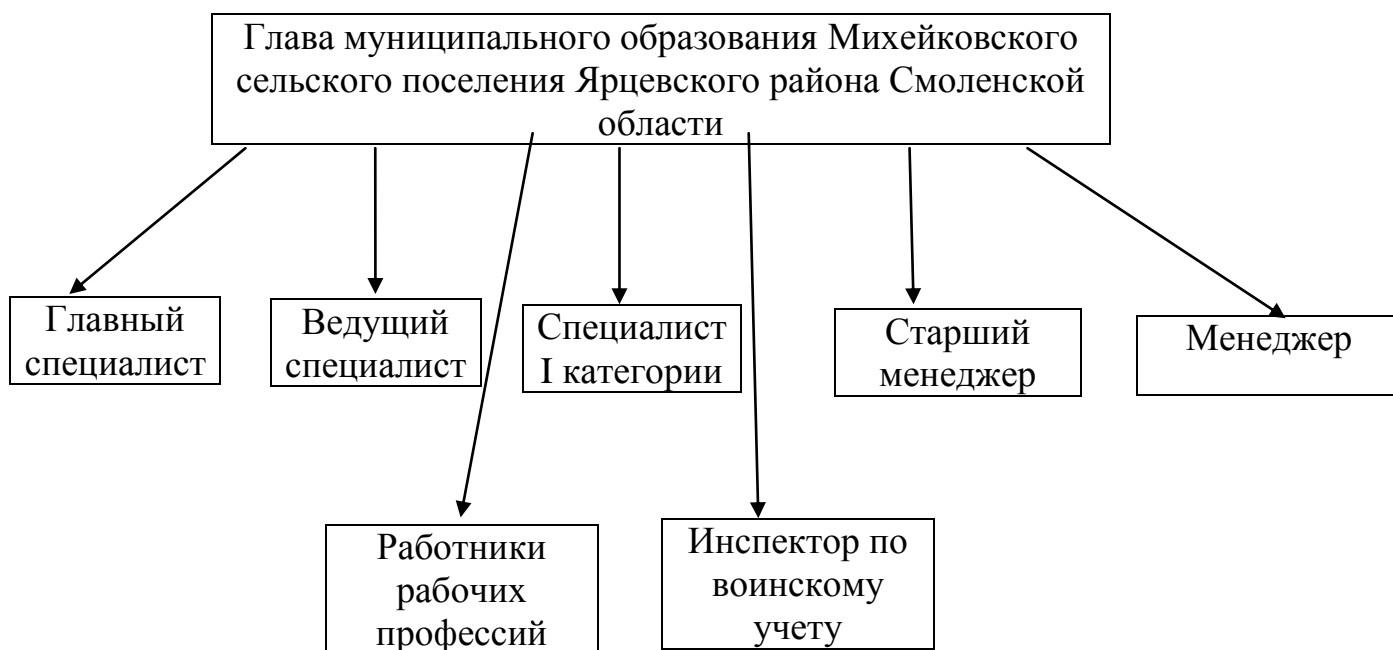 Глава муниципального образования Михейковского
сельского поселения Ярцевского района Смоленской
области
Главный
специалист
Ведущий
специалист
Специалист
I категории
Старший
менеджер
Менеджер
Работники
рабочих
профессий
Инспектор по
воинскому
учету